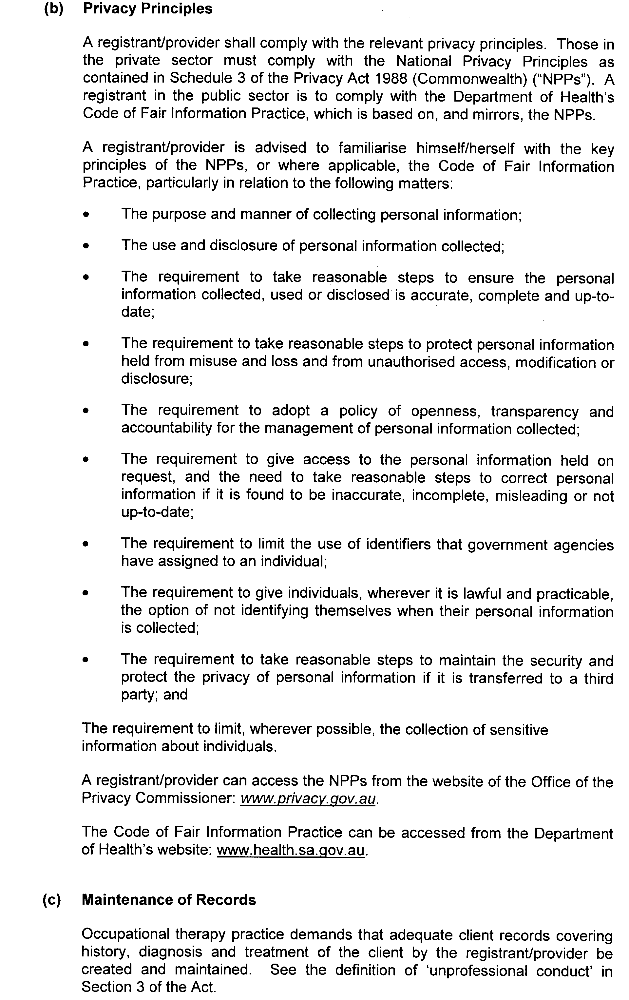 (b) Privacy Principles
A registrant/provider shall comply with the relevant privacy principles. Those in
the private sector must comply with the National Privacy Principles as
contained in Schedule 3 of the Privacy Act 1988 (Commonwealth) (“NPPs”). A
registrant in the public sector is to comply with the Department of Health’s
Code of Fair Information Practice, which is based on, and mirrors, the NPPs.
A registrant/provider is advised to familiarise himself/herself with the key
principles of the NPPs, or where applicable, the Code of Fair Information
Practice, particularly in relation to the following matters:
• The purpose and manner of collecting personal information;
• The use and disclosure of personal information collected;
• The requirement to take reasonable steps to ensure the personal
information collected, used or disclosed is accurate, complete and up-to-
date;
• The requirement to take reasonable steps to protect personal information
held from misuse and loss and from unauthorised access, modification or
disclosure;
• The requirement to adopt a policy of openness, transparency and
accountability for the management of personal information collected;
• The requirement to give access to the personal information held on
request, and the need to take reasonable steps to correct personal
information if it is found to be inaccurate, incomplete, misleading or not
up-to-date;
• The requirement to limit the use of identifiers that government agencies
have assigned to an individual;
• The requirement to give individuals, wherever it is lawful and practicable,
the option of not identifying themselves when their personal information
is collected;
• The requirement to take reasonable steps to maintain the security and
protect the privacy of personal information if it is transferred to a third
party; and
The requirement to limit, wherever possible, the collection of sensitive
information about individuals.
A registrant/provider can access the NPPs from the website of the Office of the
Privacy Commissioner: www.privacy.gov.au.
The Code of Fair Information Practice can be accessed from the Department
of Health’s website: www.health.sa.gov.au.
(c) Maintenance of Records
Occupational therapy practice demands that adequate client records covering
history, diagnosis and treatment of the client by the registrant/provider be
created and maintained. See the definition of ‘unprofessional conduct’ in
Section 3 of the Act.